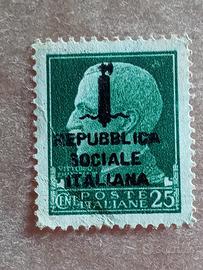 REPUBBLICA
SOCIALE
ITALIANA
CENT
POSTE
ITALIANE
25